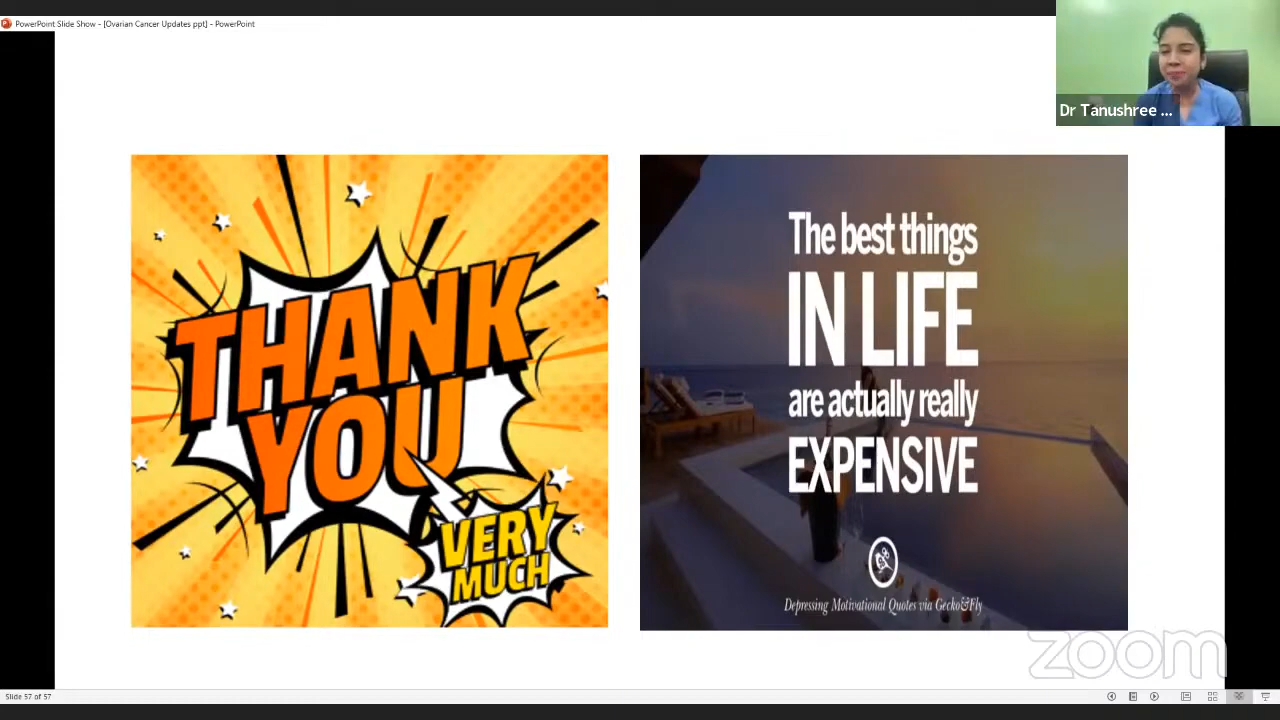 PowerPoint Slide Show - [Ovarian Cancer Updates ppt] - PowerPoint
Dr Tanushree ...
THANK
YOU
VERY
MUCH
The best things
IN LIFE
are actually really
EXPENSIVE
Depressing Motivational Quotes via Gecko&Fly
zoom
Slide 57 of 57